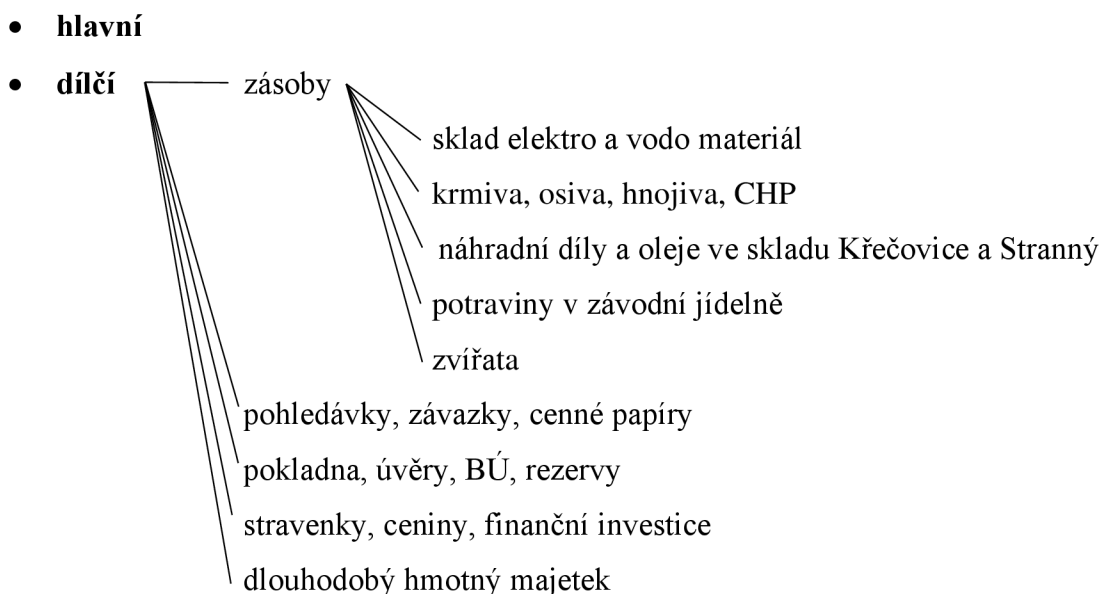 • hlavní
• dílčí zásoby
sklad elektro a vodo materiál
krmiva, osiva, hnojiva, CHP
náhradní díly a oleje ve skladu Křečovice a Stranný
potraviny v závodní jídelně
zvířata
pohledávky, závazky, cenné papíry
pokladna, úvěry, BÚ, rezervy
stravenky, ceniny, finanční investice
dlouhodobý hmotný majetek